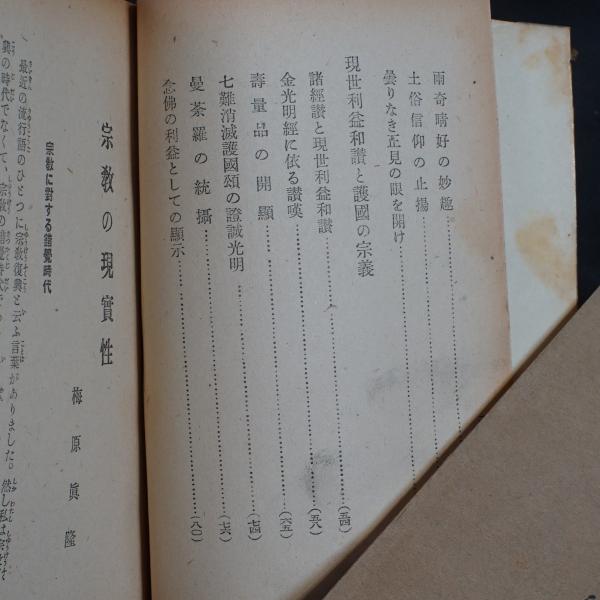 雨奇晴好の妙趣
土俗信仰の止揚
曇りなき正見の眼を開け
現世利益和讃と護國の宗義……(五四)
諸經讃と現世利益和讃……(五八)
金光明經に依る讃嘆……(六五)
壽量品の開顯……(七四)
七難消滅護國頌の證誠光明……(七六)
曼荼羅の統攝……(八〇)
念佛の利益としての顯示
宗教の現實性
梅原眞隆
宗教に對する錯覺時代
最近の流行語のひとつに宗教復興と云ふ言葉がありました。然し私は
興の時代でなくて、宗教の